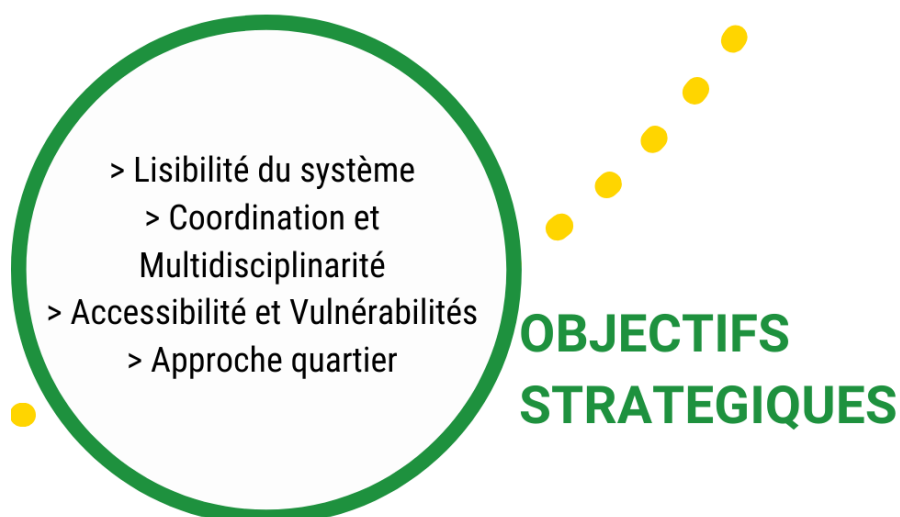 > Lisibilité du système
> Coordination et
Multidisciplinarité
> Accessibilité et Vulnérabilités
> Approche quartier
OBJECTIFS
STRATEGIQUES